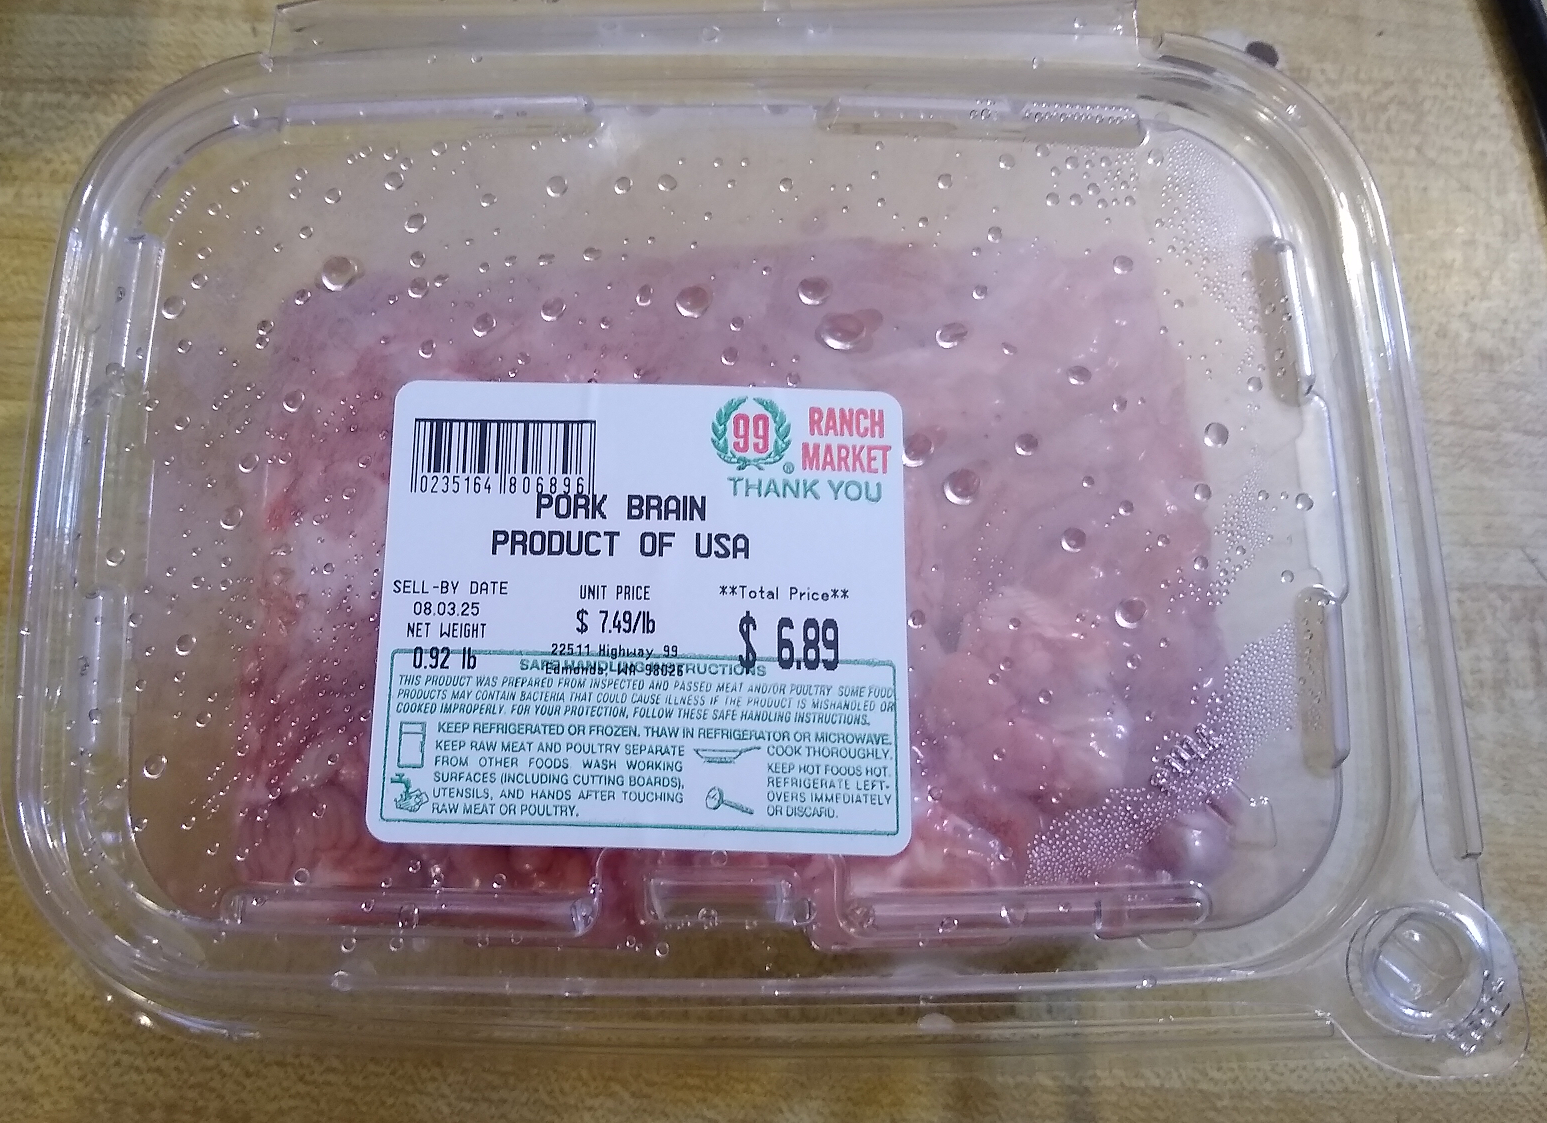 0235164 806896
99 RANCH
MARKET
®
THANK YOU
PORK BRAIN
PRODUCT OF USA
SELL-BY DATE
08.03.25
NET WEIGHT
0.92 lb
UNIT PRICE
$ 7.49/lb
**Total Price**
$ 6.89
22511 Highway 99
Edmonds, WA 98026
SAFE HANDLING INSTRUCTIONS
THIS PRODUCT WAS PREPARED FROM INSPECTED AND PASSED MEAT AND/OR POULTRY. SOME FOOD
PRODUCTS MAY CONTAIN BACTERIA THAT COULD CAUSE ILLNESS IF THE PRODUCT IS MISHANDLED OR
COOKED IMPROPERLY. FOR YOUR PROTECTION, FOLLOW THESE SAFE HANDLING INSTRUCTIONS.
KEEP REFRIGERATED OR FROZEN. THAW IN REFRIGERATOR OR MICROWAVE.
KEEP RAW MEAT AND POULTRY SEPARATE
FROM OTHER FOODS. WASH WORKING
SURFACES (INCLUDING CUTTING BOARDS),
UTENSILS, AND HANDS AFTER TOUCHING
RAW MEAT OR POULTRY.
COOK THOROUGHLY.
KEEP HOT FOODS HOT.
REFRIGERATE LEFT-
OVERS IMMEDIATELY
OR DISCARD.